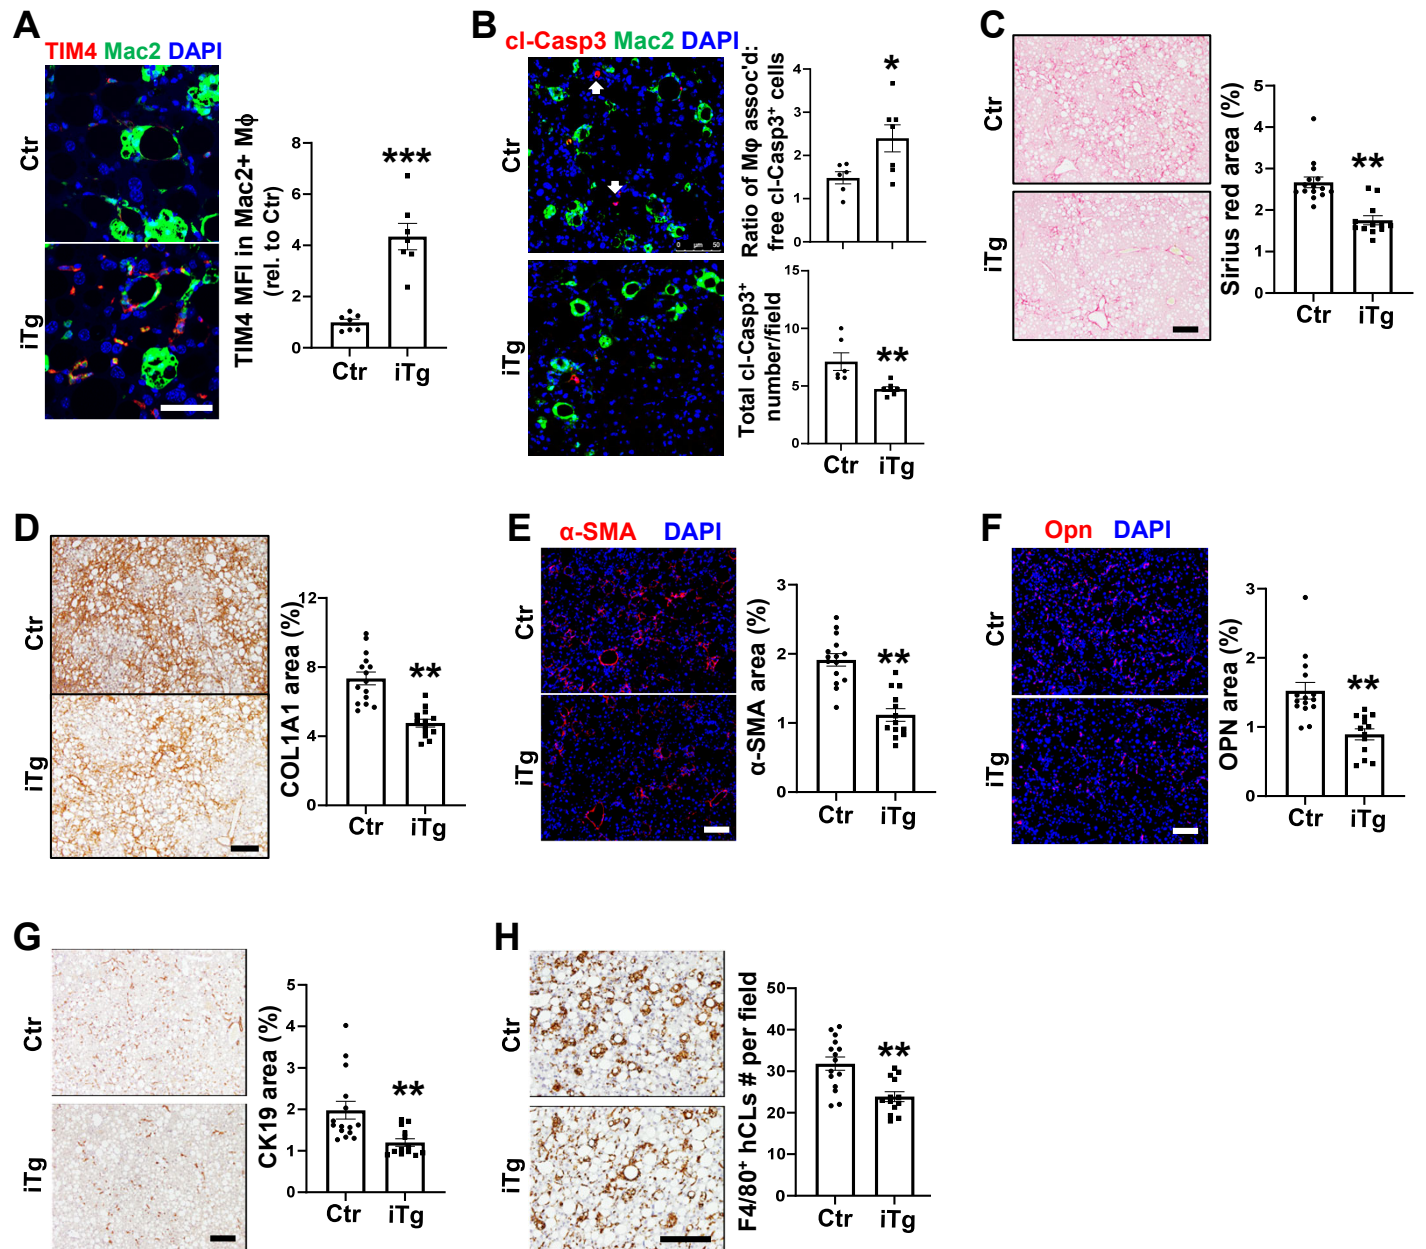 A
TIM4 Mac2 DAPI
Ctr
iTg
TIM4 MFI in Mac2+ Mφ
(rel. to Ctr)
8
6
4
2
0
***
Ctr
iTg
B
cl-Casp3 Mac2 DAPI
Ctr
iTg
0 µm 50
Ratio of Mφ assoc'd:
free cl-Casp3⁺ cells
4
3
2
1
0
*
Total cl-Casp3⁺
number/field
15
10
5
0
**
Ctr
iTg
C
Ctr
iTg
Sirius red area (%)
5
4
3
2
1
0
**
Ctr
iTg
D
Ctr
iTg
COL1A1 area (%)
12
8
4
0
**
Ctr
iTg
E
α-SMA DAPI
Ctr
iTg
α-SMA area (%)
3
2
1
0
**
Ctr
iTg
F
Opn DAPI
Ctr
iTg
OPN area (%)
3
2
1
0
**
Ctr
iTg
G
Ctr
iTg
CK19 area (%)
5
4
3
2
1
0
**
Ctr
iTg
H
Ctr
iTg
F4/80⁺ hCLs # per field
50
40
30
20
10
0
**
Ctr
iTg